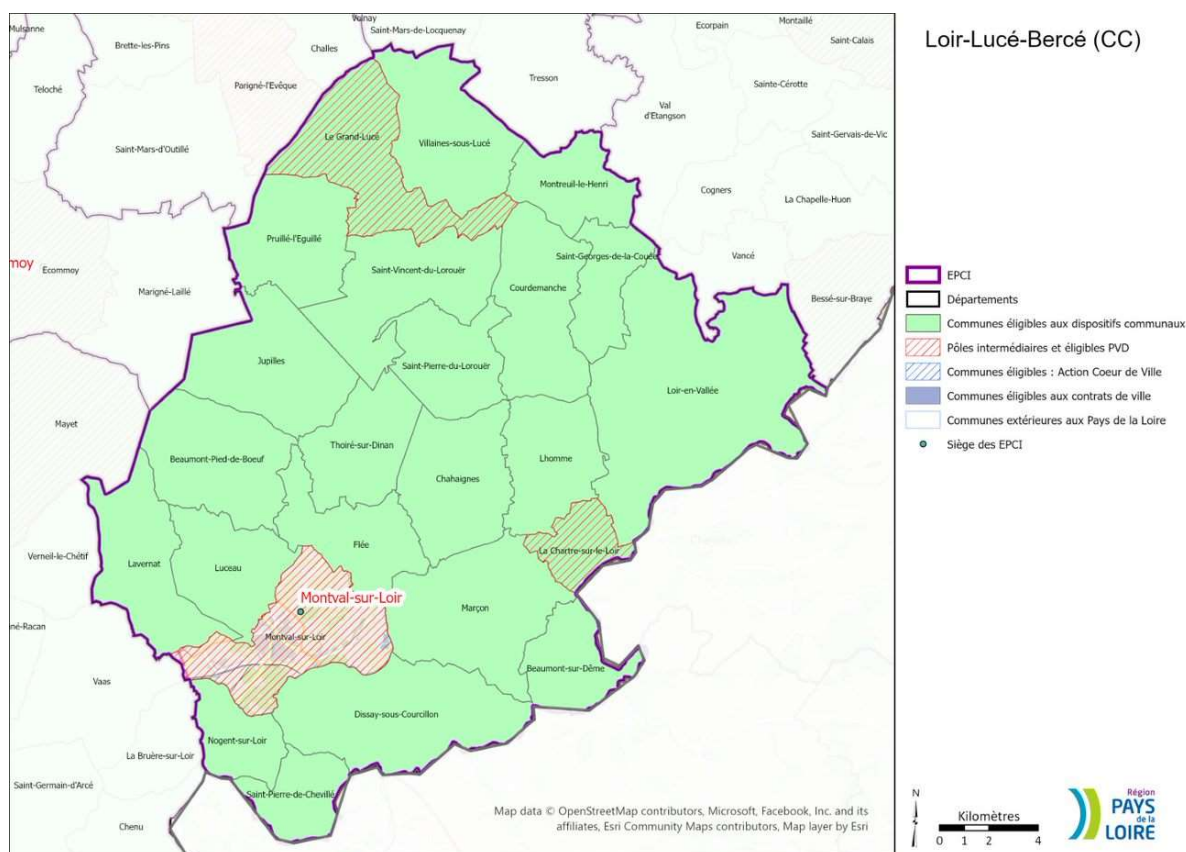 Loir-Lucé-Bercé (CC)
Mulsanne
Volnay
Saint-Mars-de-Locquenay
Ecorpain
Montaillé
Brette-les-Pins
Challes
Saint-Calais
Tresson
Sainte-Cérotte
Teloché
Parigné-l'Evêque
Val
d'Etangson
Le Grand-Lucé
Villaines-sous-Lucé
Saint-Gervais-de-Vic
Saint-Mars-d'Outillé
Montreuil-le-Henri
Cogners
La Chapelle-Huon
Pruillé-l'Eguillé
Saint-Georges-de-la-Couée
Vancé
moy
Ecommoy
Saint-Vincent-du-Lorouër
Courdemanche
Marigné-Laillé
Bessé-sur-Braye
Jupilles
Saint-Pierre-du-Lorouër
Loir-en-Vallée
Mayet
Thoiré-sur-Dinan
Beaumont-Pied-de-Boeuf
Lhomme
Chahaignes
Verneil-le-Chétif
Lavernat
Luceau
Flée
La Chartre-sur-le-Loir
Montval-sur-Loir
Marçon
né-Racan
Montval-sur-Loir
Beaumont-sur-Dême
Vaas
Dissay-sous-Courcillon
Nogent-sur-Loir
La Bruère-sur-Loir
Saint-Germain-d'Arcé
Saint-Pierre-de-Chevillé
Chenu
Map data © OpenStreetMap contributors, Microsoft, Facebook, Inc. and its
affiliates, Esri Community Maps contributors, Map layer by Esri
EPCI
Départements
Communes éligibles aux dispositifs communaux
Pôles intermédiaires et éligibles PVD
Communes éligibles : Action Coeur de Ville
Communes éligibles aux contrats de ville
Communes extérieures aux Pays de la Loire
Siège des EPCI
N
Kilomètres
0 1 2 4
Région
PAYS
de la
LOIRE